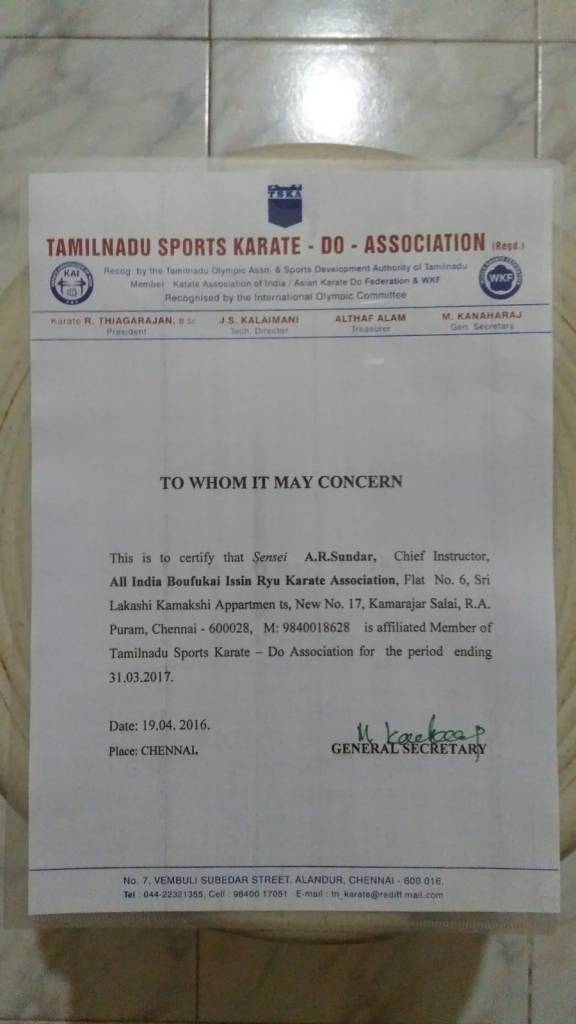 TSKA
TAMILNADU SPORTS KARATE - DO - ASSOCIATION (Regd.)
Recog. by the Tamilnadu Olympic Assn. & Sports Development Authority of Tamilnadu
KAI
Member Katate Association of India / Asian Karate Do Federation & WKF
WKF
Recognised by the International Olympic Committee
Karate R. THIAGARAJAN, B.Sc. J.S. KALAIMANI ALTHAF ALAM M. KANAHARAJ
President Tech. Director Treasurer Gen. Secretary
TO WHOM IT MAY CONCERN
This is to certify that Sensei A.R.Sundar, Chief Instructor,
All India Boufukai Issin Ryu Karate Association, Flat No. 6, Sri
Lakashi Kamakshi Appartmen ts, New No. 17, Kamarajar Salai, R.A.
Puram, Chennai - 600028, M: 9840018628 is affiliated Member of
Tamilnadu Sports Karate – Do Association for the period ending
31.03.2017.
Date: 19.04. 2016.
Place: CHENNAI.
GENERAL SECRETARY
No. 7, VEMBULI SUBEDAR STREET, ALANDUR, CHENNAI - 600 016.
Tel : 044-22321355, Cell : 98400 17051 E-mail : tn_karate@rediff.mail.com